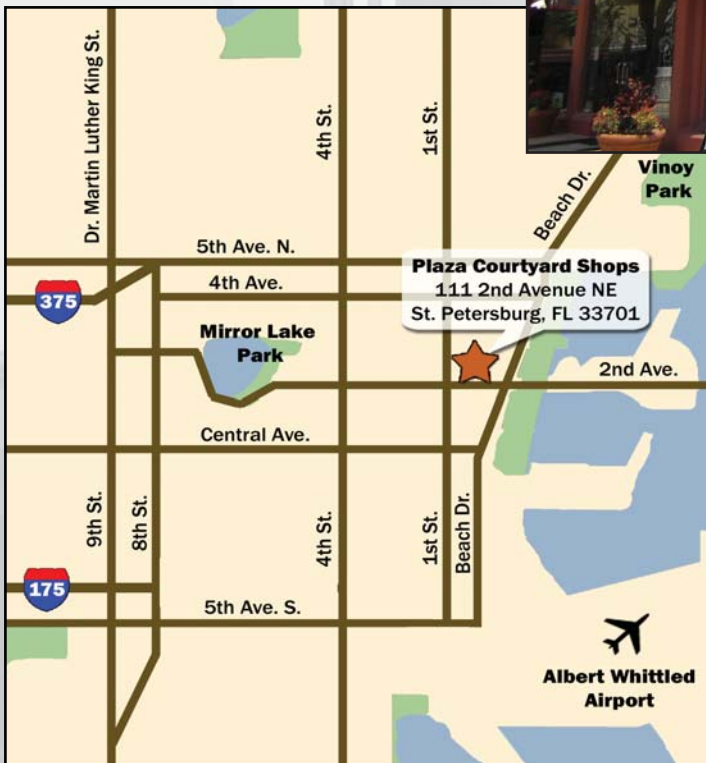 Dr. Martin Luther King St.
4th St.
1st St.
Beach Dr.
Vinoy
Park
5th Ave. N.
4th Ave.
375
Plaza Courtyard Shops
111 2nd Avenue NE
St. Petersburg, FL 33701
Mirror Lake
Park
2nd Ave.
Central Ave.
9th St.
8th St.
4th St.
1st St.
Beach Dr.
175
5th Ave. S.
Albert Whittled
Airport